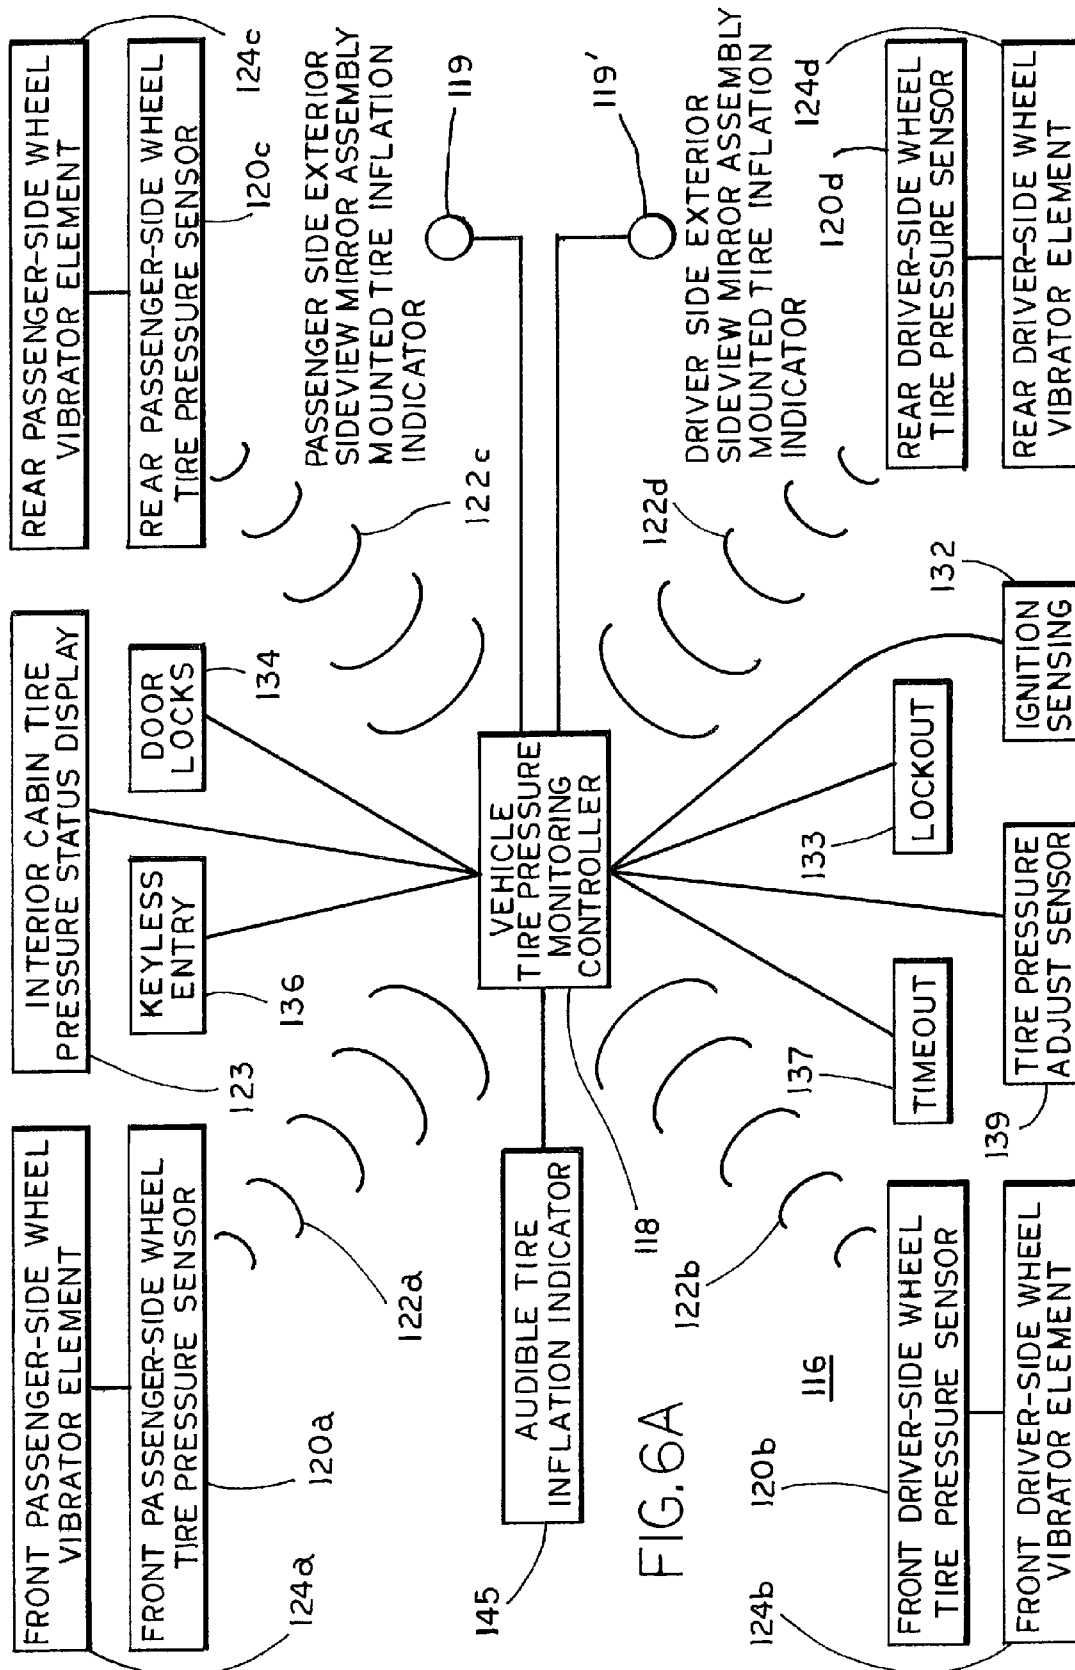 FRONT PASSENGER-SIDE WHEEL
VIBRATOR ELEMENT
124a
FRONT PASSENGER-SIDE WHEEL
TIRE PRESSURE SENSOR
120a
122a
INTERIOR CABIN TIRE
PRESSURE STATUS DISPLAY
123
KEYLESS
ENTRY
136
DOOR
LOCKS
134
REAR PASSENGER-SIDE WHEEL
VIBRATOR ELEMENT
124c
REAR PASSENGER-SIDE WHEEL
TIRE PRESSURE SENSOR
120c
122c
PASSENGER SIDE EXTERIOR
SIDEVIEW MIRROR ASSEMBLY
MOUNTED TIRE INFLATION
INDICATOR
119
AUDIBLE TIRE
INFLATION INDICATOR
145
VEHICLE
TIRE PRESSURE
MONITORING
CONTROLLER
118
119'
DRIVER SIDE EXTERIOR
SIDEVIEW MIRROR ASSEMBLY
MOUNTED TIRE INFLATION
INDICATOR
FIG.6A
116
122b
120b
FRONT DRIVER-SIDE WHEEL
TIRE PRESSURE SENSOR
124b
FRONT DRIVER-SIDE WHEEL
VIBRATOR ELEMENT
137
TIMEOUT
139
TIRE PRESSURE
ADJUST SENSOR
133
LOCKOUT
132
IGNITION
SENSING
122d
120d
REAR DRIVER-SIDE WHEEL
TIRE PRESSURE SENSOR
124d
REAR DRIVER-SIDE WHEEL
VIBRATOR ELEMENT